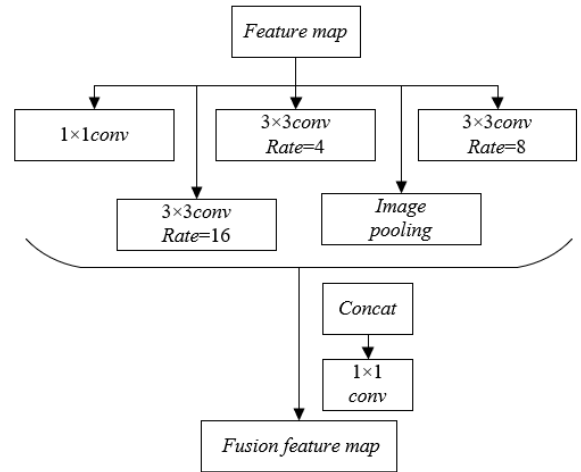 Feature map
1×1conv
3×3conv
Rate=4
3×3conv
Rate=8
3×3conv
Rate=16
Image
pooling
Concat
1×1
conv
Fusion feature map